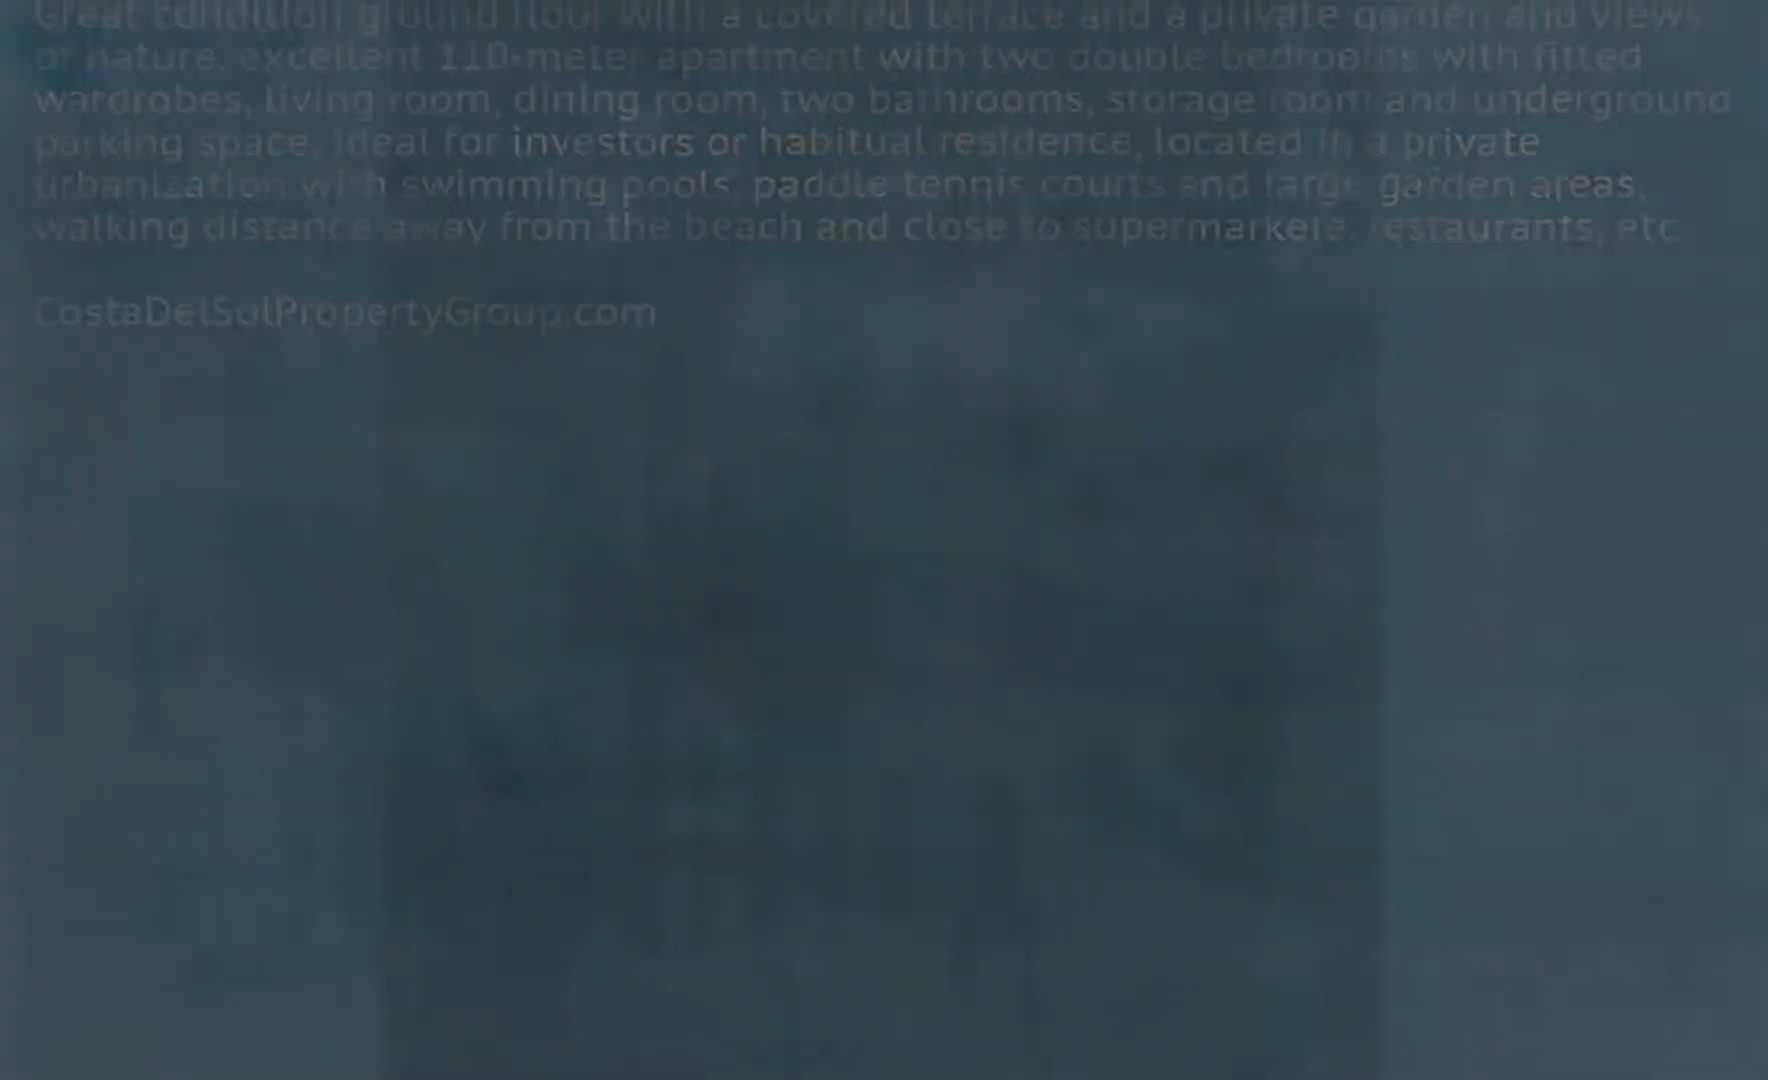 Great condition ground floor with a covered terrace and a private garden and views
of nature, excellent 110-meter apartment with two double bedrooms with fitted
wardrobes, living room, dining room, two bathrooms, storage room and underground
parking space, ideal for investors or habitual residence, located in a private
urbanization with swimming pools, paddle tennis courts and large garden areas,
walking distance away from the beach and close to supermarkete, restaurants, etc
CostaDelSolPropertyGroup.com